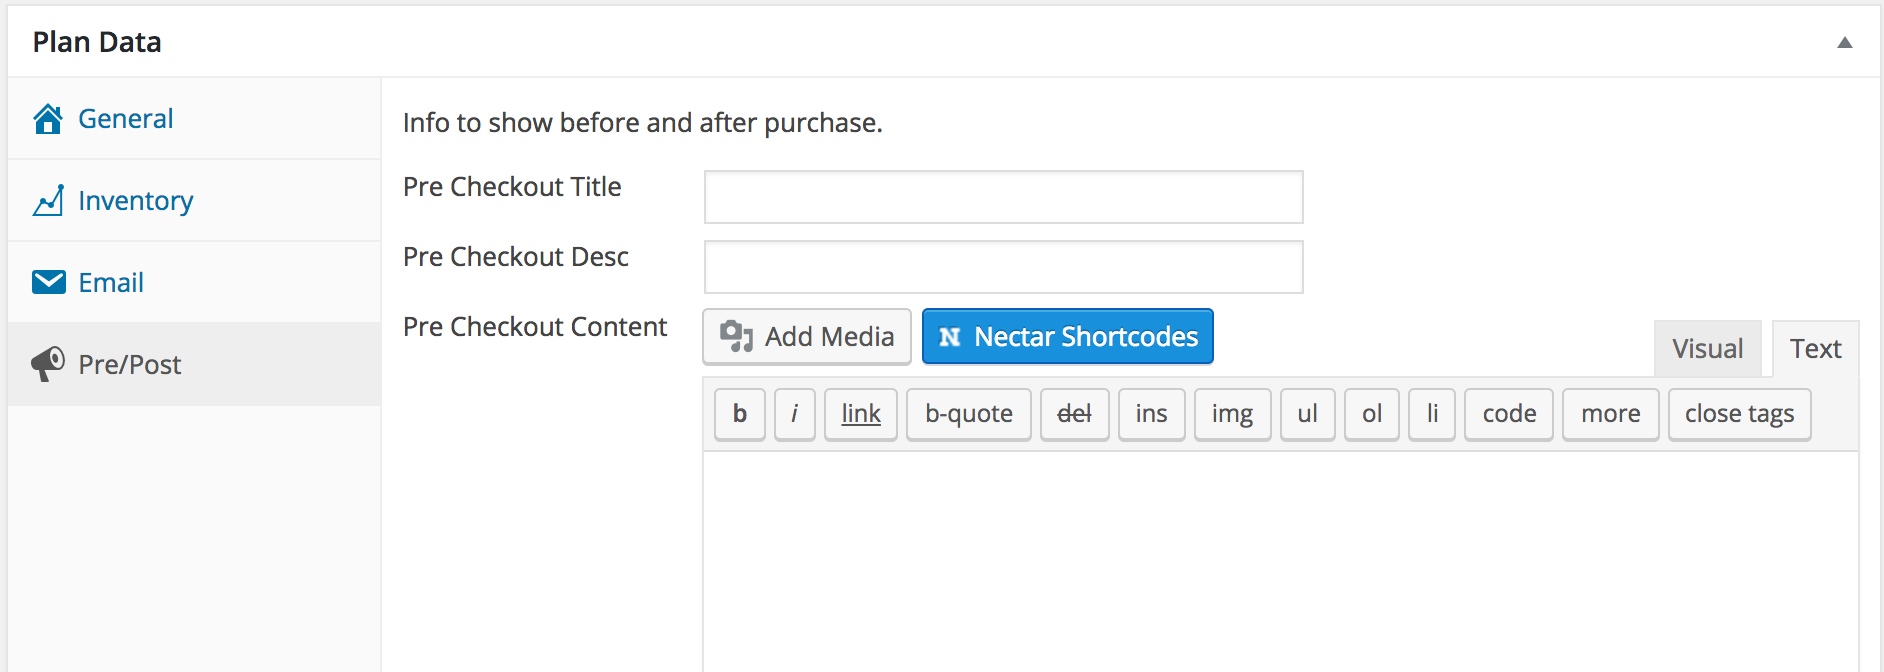 Plan Data
General
Inventory
Email
Pre/Post
Info to show before and after purchase.
Pre Checkout Title
Pre Checkout Desc
Pre Checkout Content
Add Media
N Nectar Shortcodes
Visual
Text
b i link b-quote del ins img ul ol li code more close tags